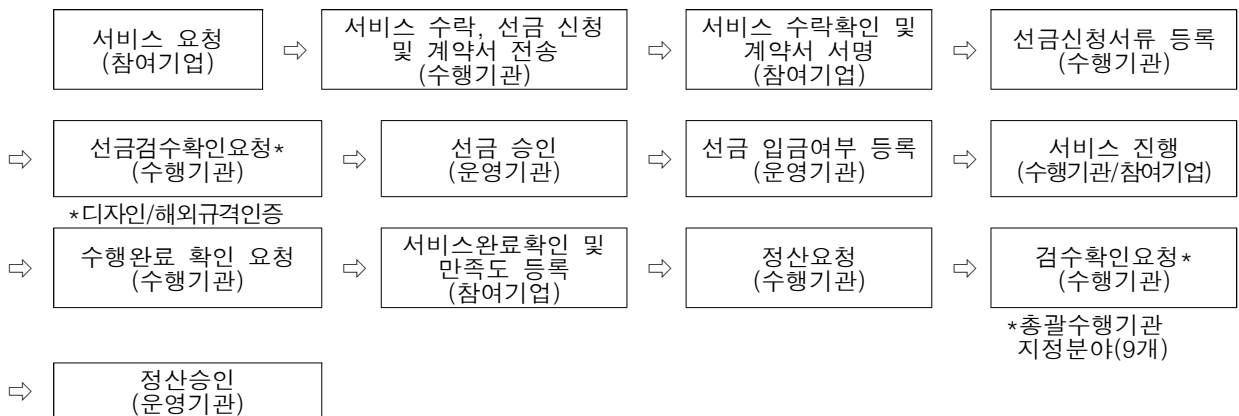 서비스 요청
(참여기업)
⇨
서비스 수락, 선금 신청
및 계약서 전송
(수행기관)
⇨
서비스 수락확인 및
계약서 서명
(참여기업)
⇨
선금신청서류 등록
(수행기관)
⇨
선금검수확인요청*
(수행기관)
*디자인/해외규격인증
⇨
선금 승인
(운영기관)
⇨
선금 입금여부 등록
(운영기관)
⇨
서비스 진행
(수행기관/참여기업)
⇨
수행완료 확인 요청
(수행기관)
⇨
서비스완료확인 및
만족도 등록
(참여기업)
⇨
정산요청
(수행기관)
⇨
검수확인요청*
(수행기관)
*총괄수행기관
지정분야(9개)
⇨
정산승인
(운영기관)